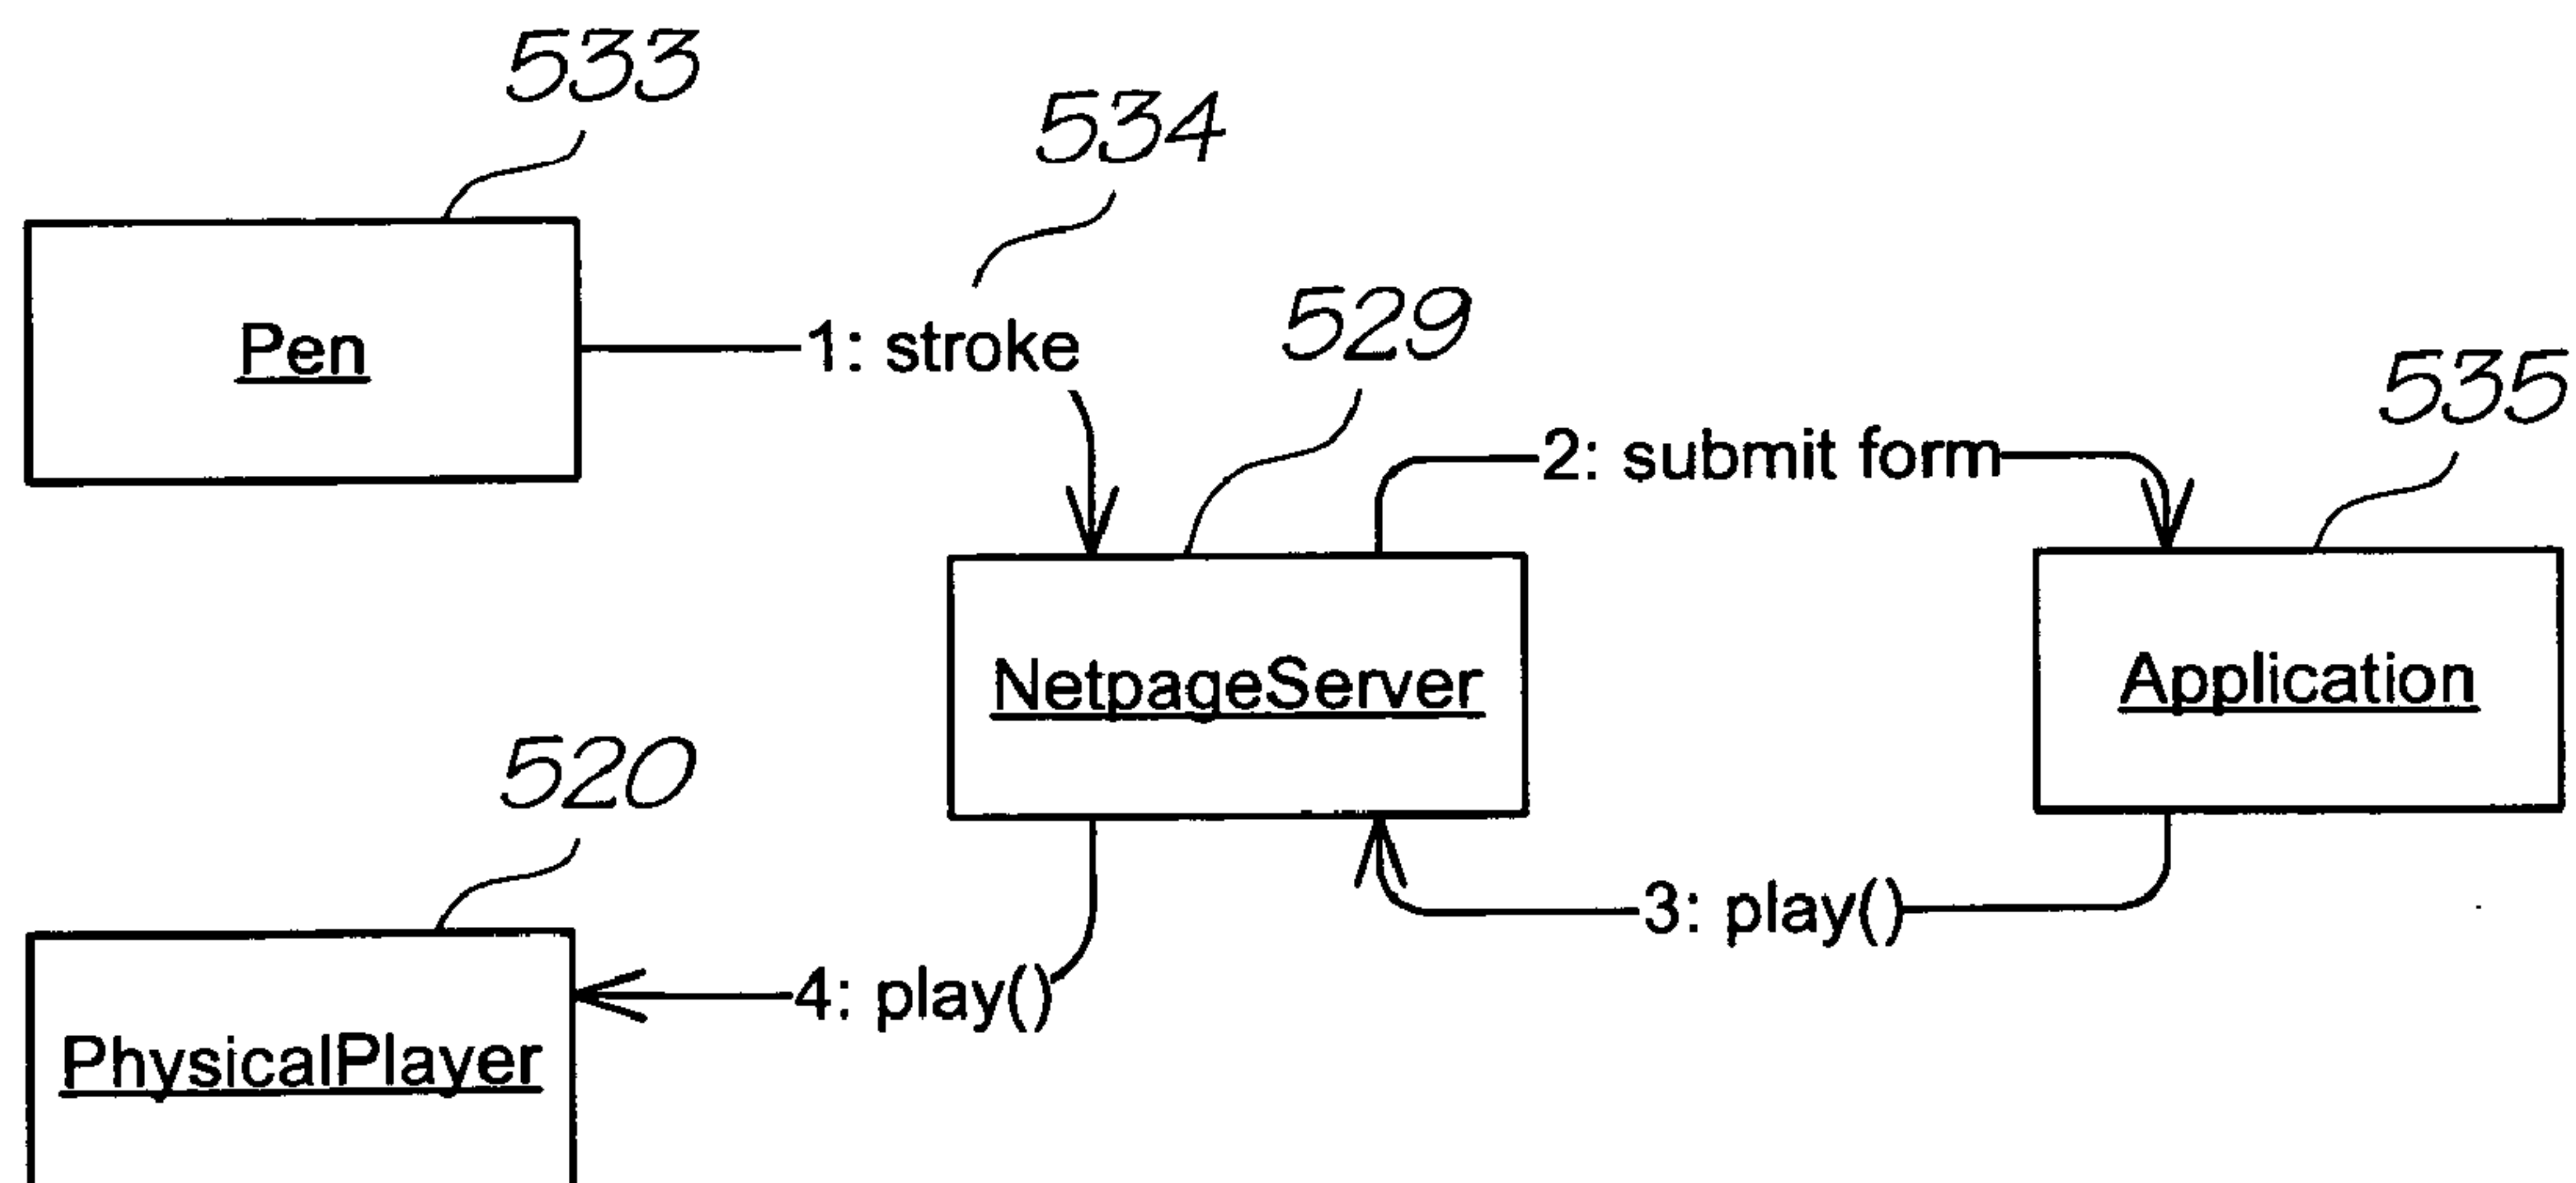 533
534
Pen
1: stroke
529
535
2: submit form
NetpageServer
Application
520
3: play()
4: play()
PhysicalPlayer